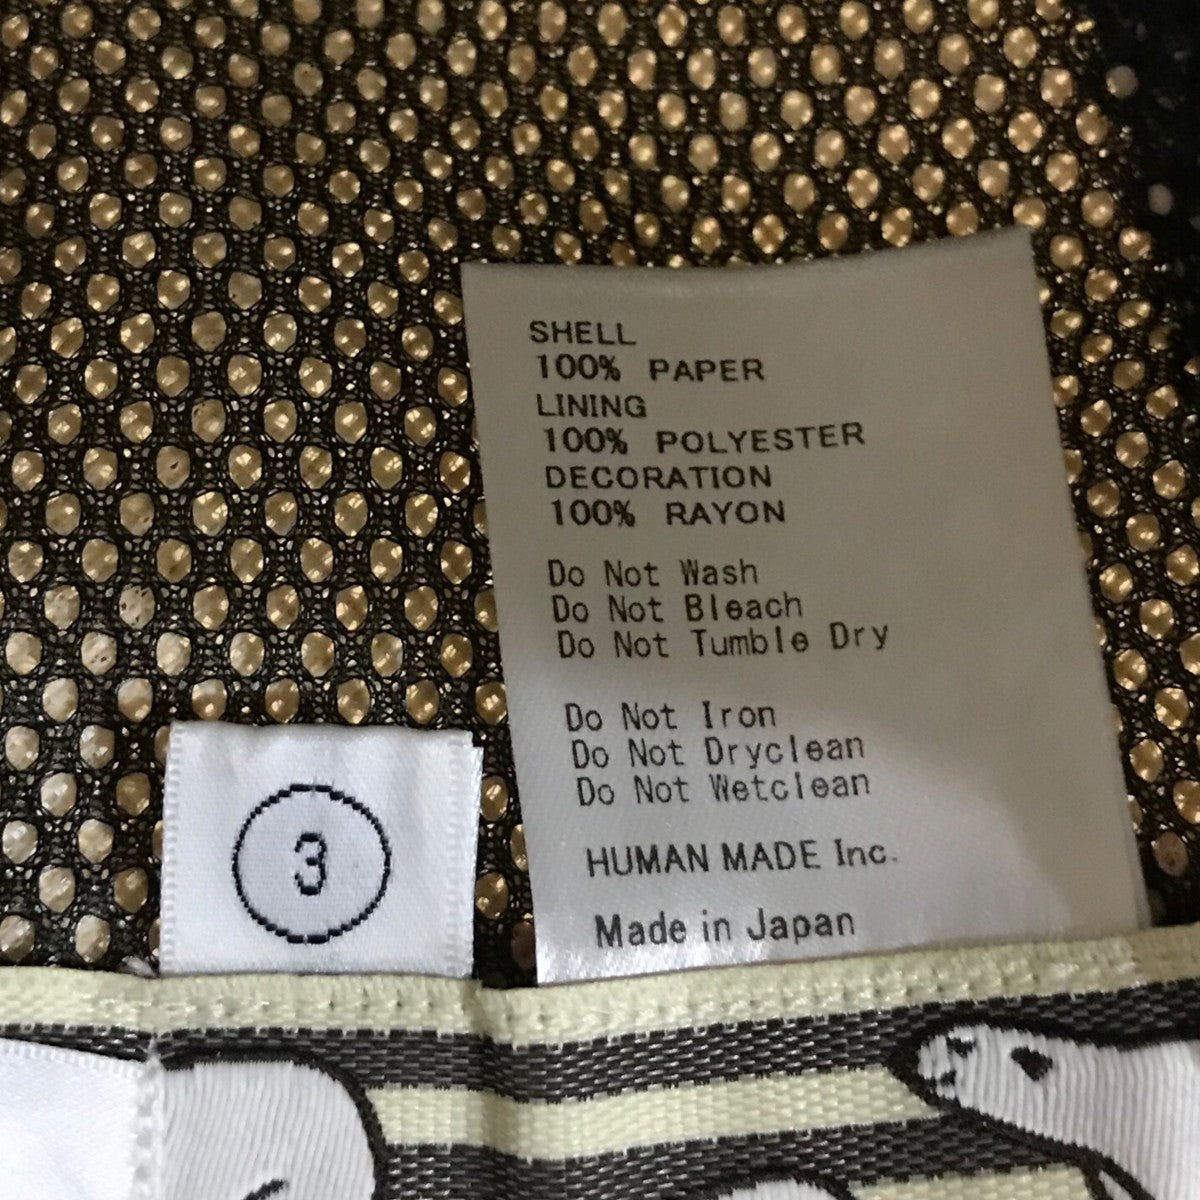 SHELL
100% PAPER
LINING
100% POLYESTER
DECORATION
100% RAYON
Do Not Wash
Do Not Bleach
Do Not Tumble Dry
Do Not Iron
Do Not Dryclean
Do Not Wetclean
HUMAN MADE Inc.
Made in Japan
3